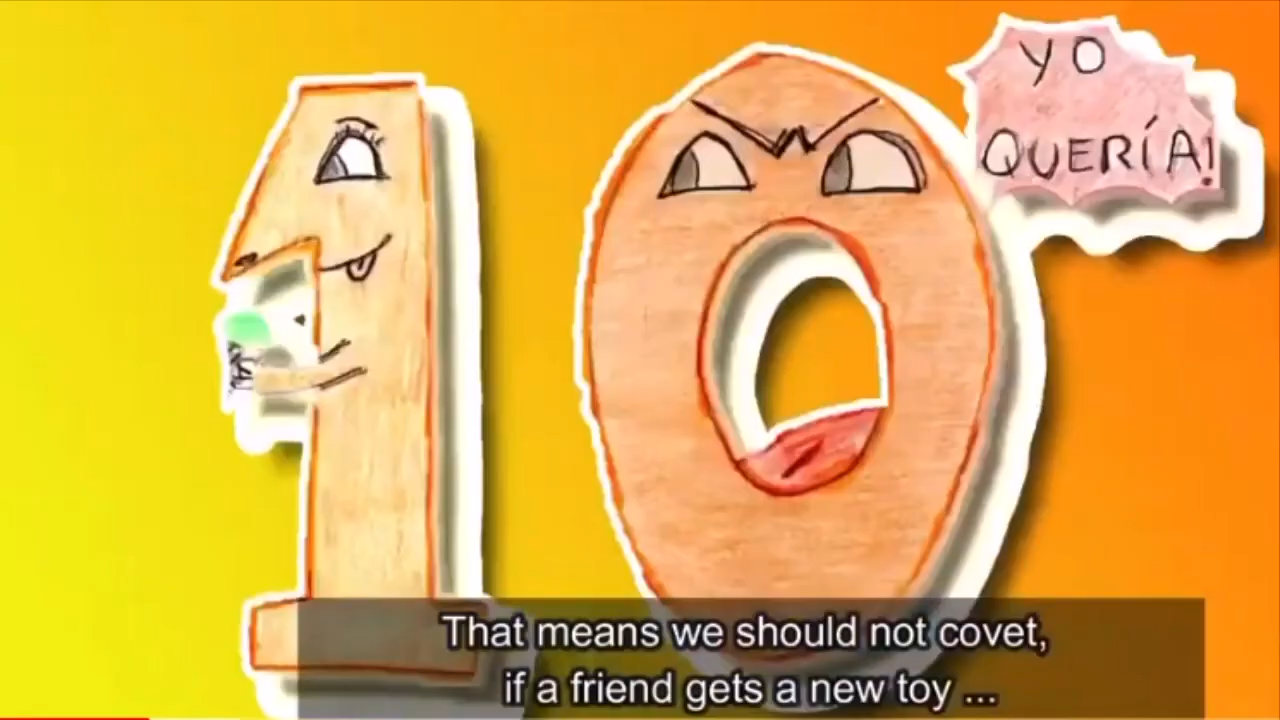 YO
QUERÍA!
That means we should not covet,
if a friend gets a new toy ...